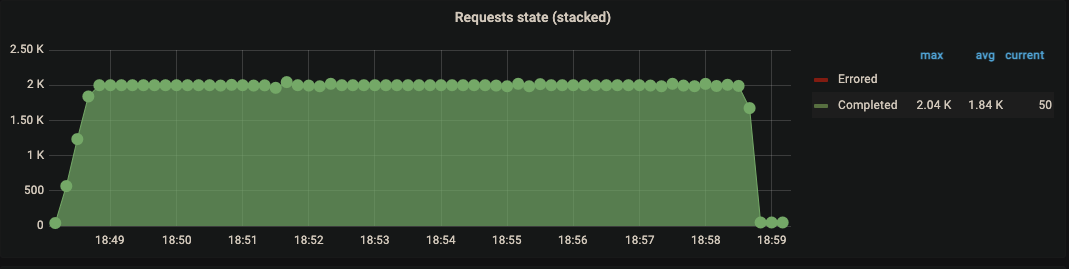 Requests state (stacked)
2.50 K
2 K
1.50 K
1 K
500
0
18:49 18:50 18:51 18:52 18:53 18:54 18:55 18:56 18:57 18:58 18:59
max avg current
Errored
Completed 2.04 K 1.84 K 50